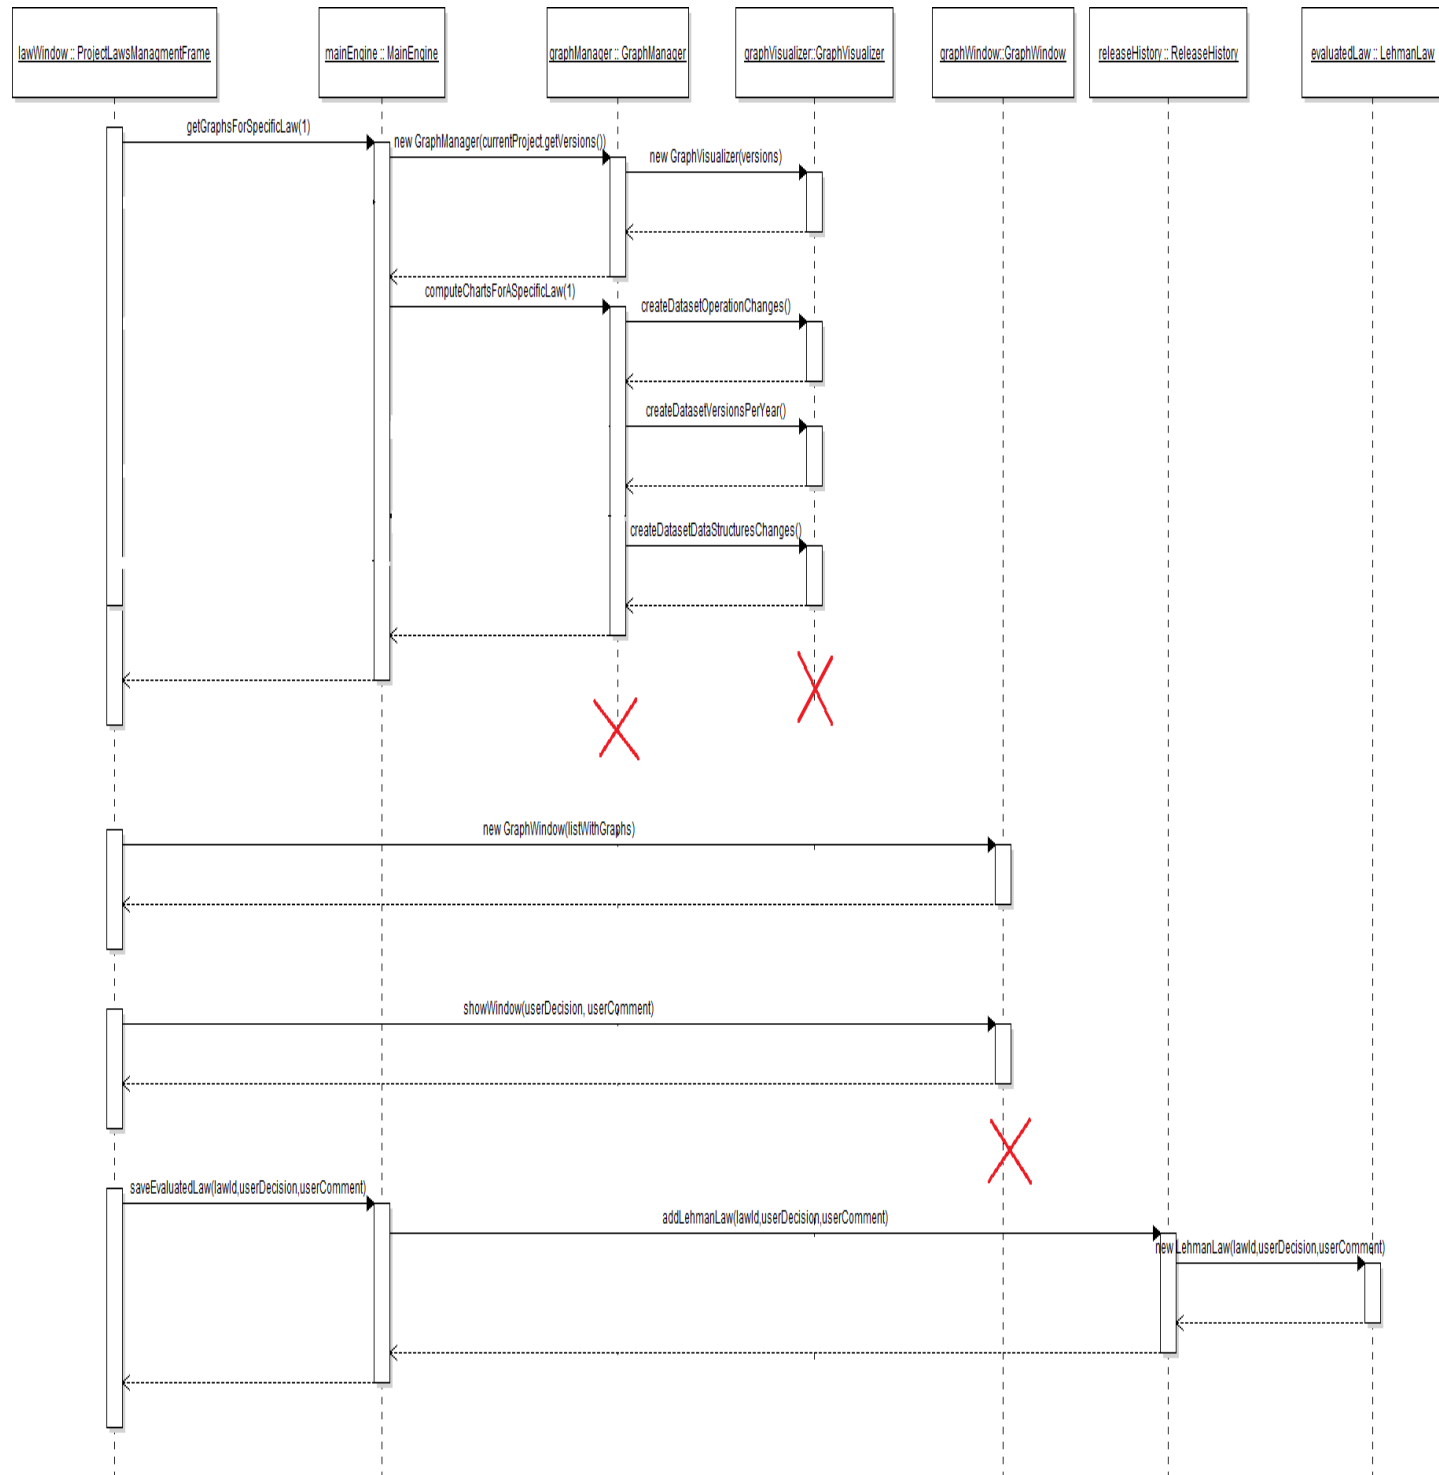 lawWindow :: ProjectLawsManagmentFrame
mainEngine :: MainEngine
graphManager :: GraphManager
graphVisualizer::GraphVisualizer
graphWindow::GraphWindow
releaseHistory :: ReleaseHistory
evaluatedLaw :: LehmanLaw
getGraphsForSpecificLaw(1)
new GraphManager(currentProject.getVersions())
new GraphVisualizer(versions)
computeChartsForASpecificLaw(1)
createDatasetOperationChanges()
createDatasetVersionsPerYear()
createDatasetDataStructuresChanges()
new GraphWindow(listWithGraphs)
showWindow(userDecision, userComment)
saveEvaluatedLaw(lawId,userDecision,userComment)
addLehmanLaw(lawId,userDecision,userComment)
new LehmanLaw(lawId,userDecision,userComment)